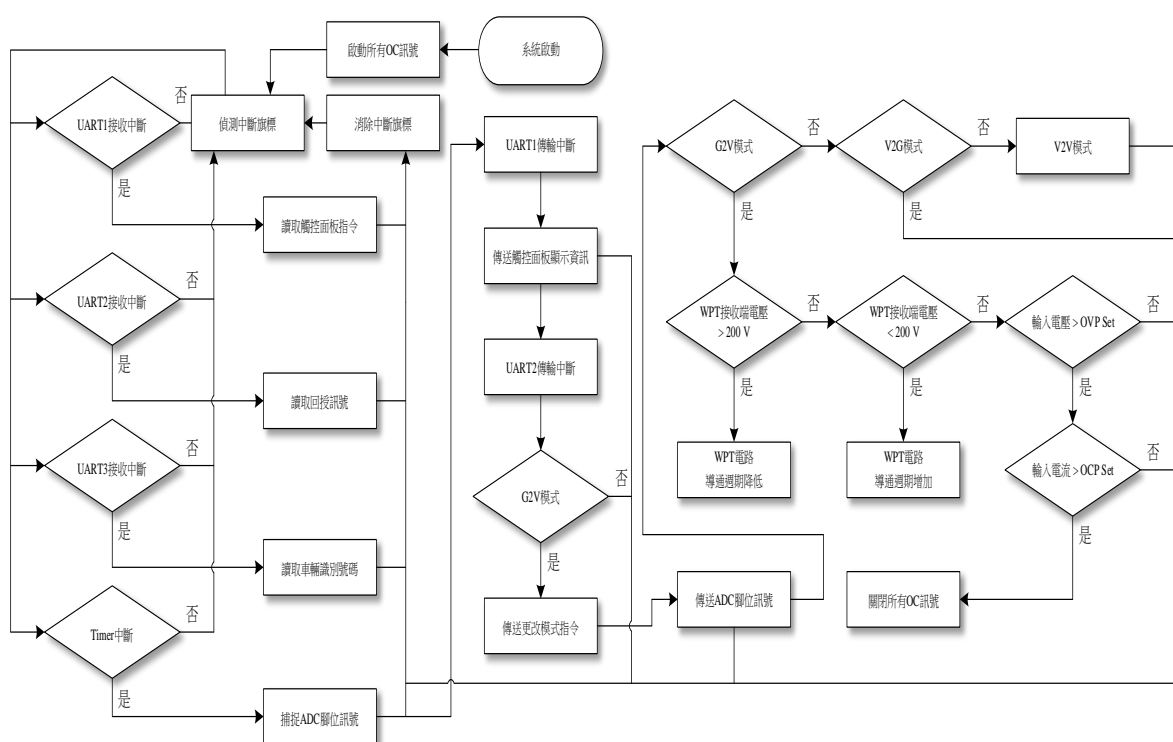 系統啟動
啟動所有OC訊號
偵測中斷旗標
消除中斷旗標
UART1接收中斷
否
是
讀取觸控面板指令
UART2接收中斷
否
是
讀取回授訊號
UART3接收中斷
否
是
讀取車輛識別號碼
Timer中斷
否
是
捕捉ADC腳位訊號
UART1傳輸中斷
傳送觸控面板顯示資訊
UART2傳輸中斷
G2V模式
否
是
傳送更改模式指令
傳送ADC腳位訊號
G2V模式
否
是
V2G模式
否
是
V2V模式
WPT接收端電壓
> 200 V
否
是
WPT電路
導通週期降低
WPT接收端電壓
< 200 V
否
是
WPT電路
導通週期增加
輸入電壓 > OVP Set
否
是
輸入電流 > OCP Set
否
是
關閉所有OC訊號